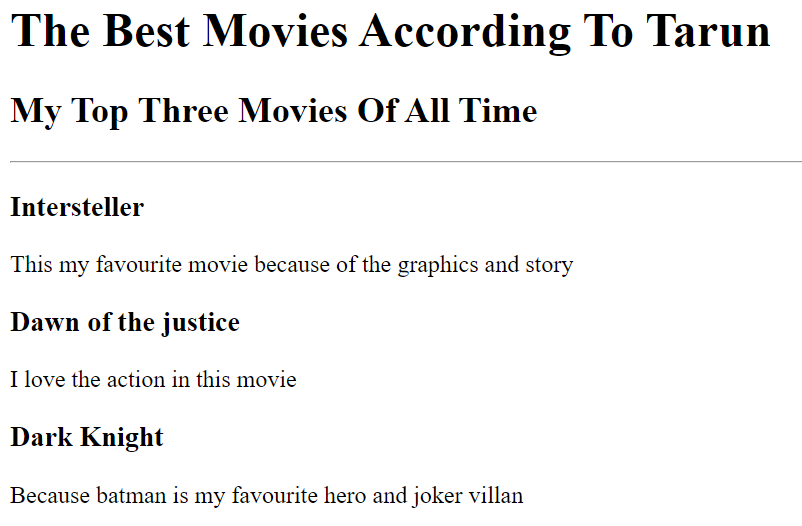 The Best Movies According To Tarun
My Top Three Movies Of All Time
Intersteller
This my favourite movie because of the graphics and story
Dawn of the justice
I love the action in this movie
Dark Knight
Because batman is my favourite hero and joker villan